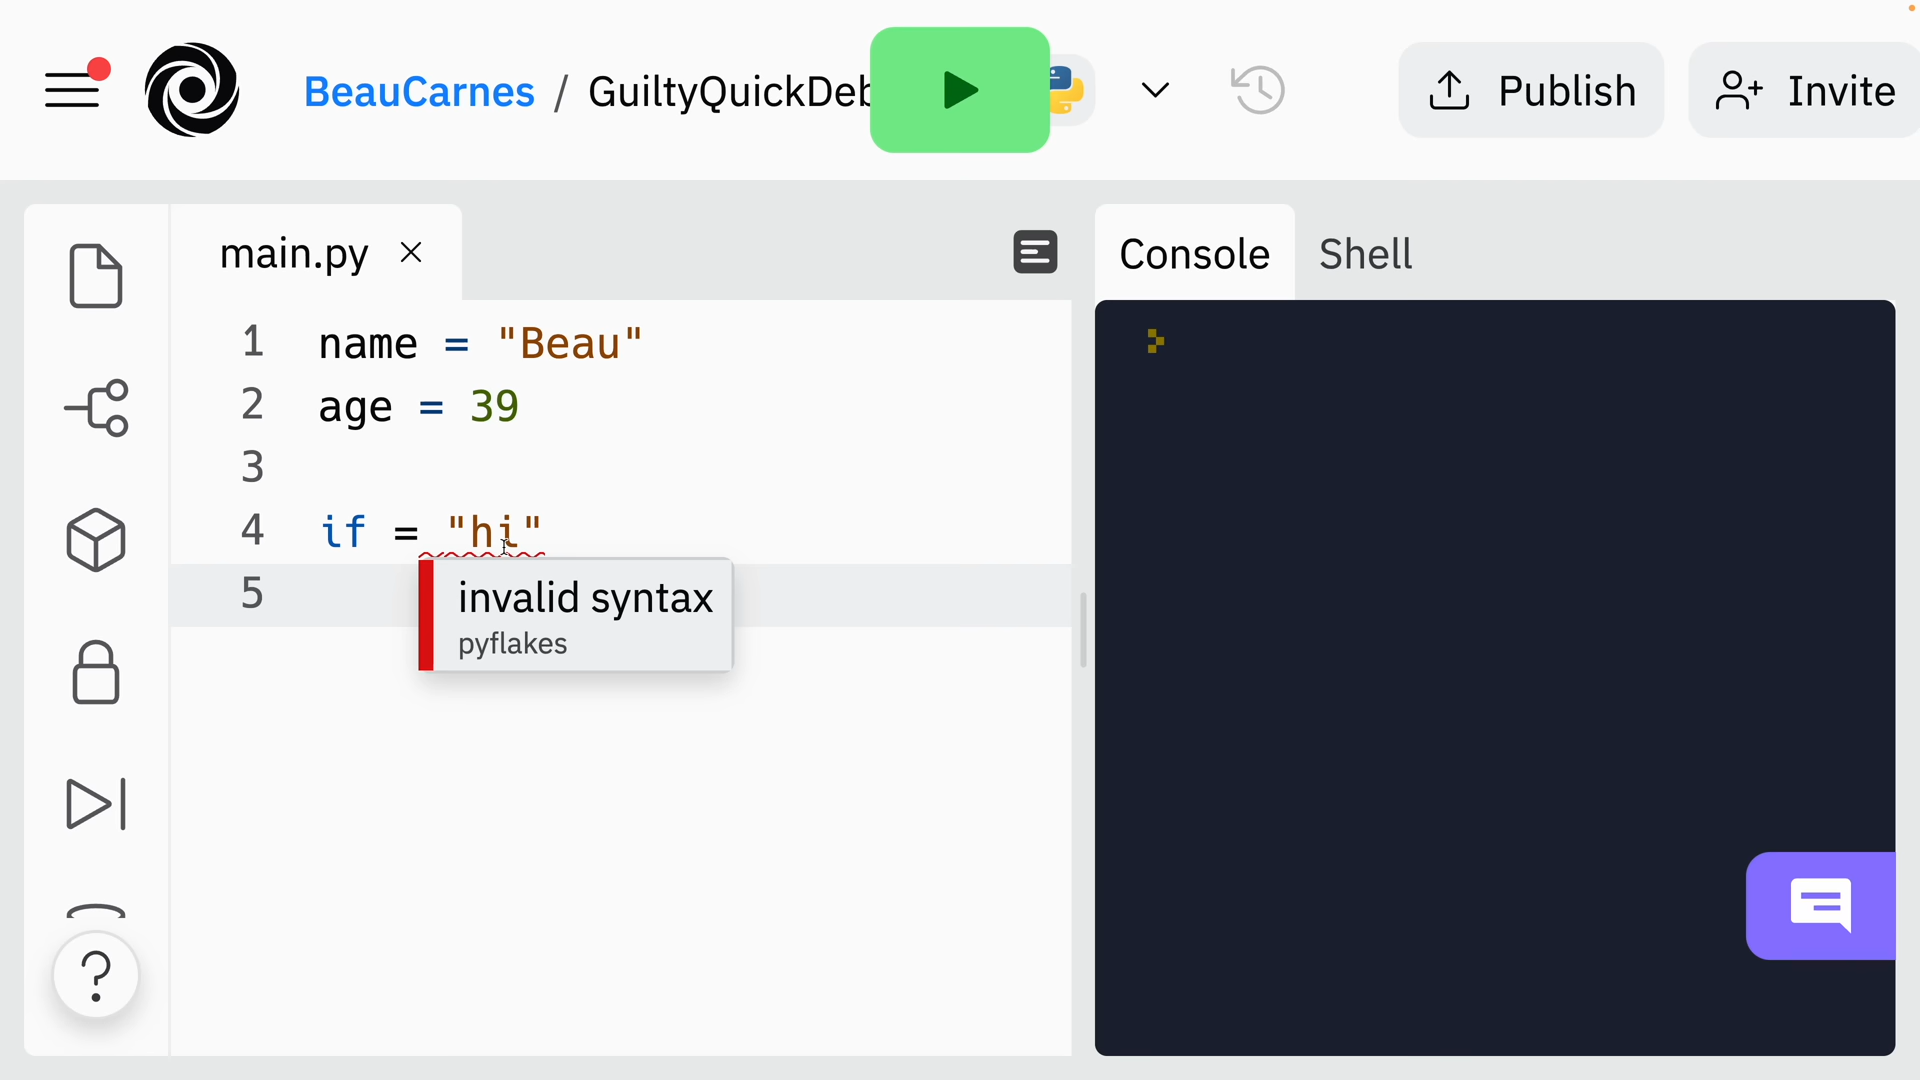 BeauCarnes / GuiltyQuickDeb
Publish
Invite
main.py
Console
Shell
1 name = "Beau"
2 age = 39
3
4 if = "hi"
5
invalid syntax
pyflakes
?